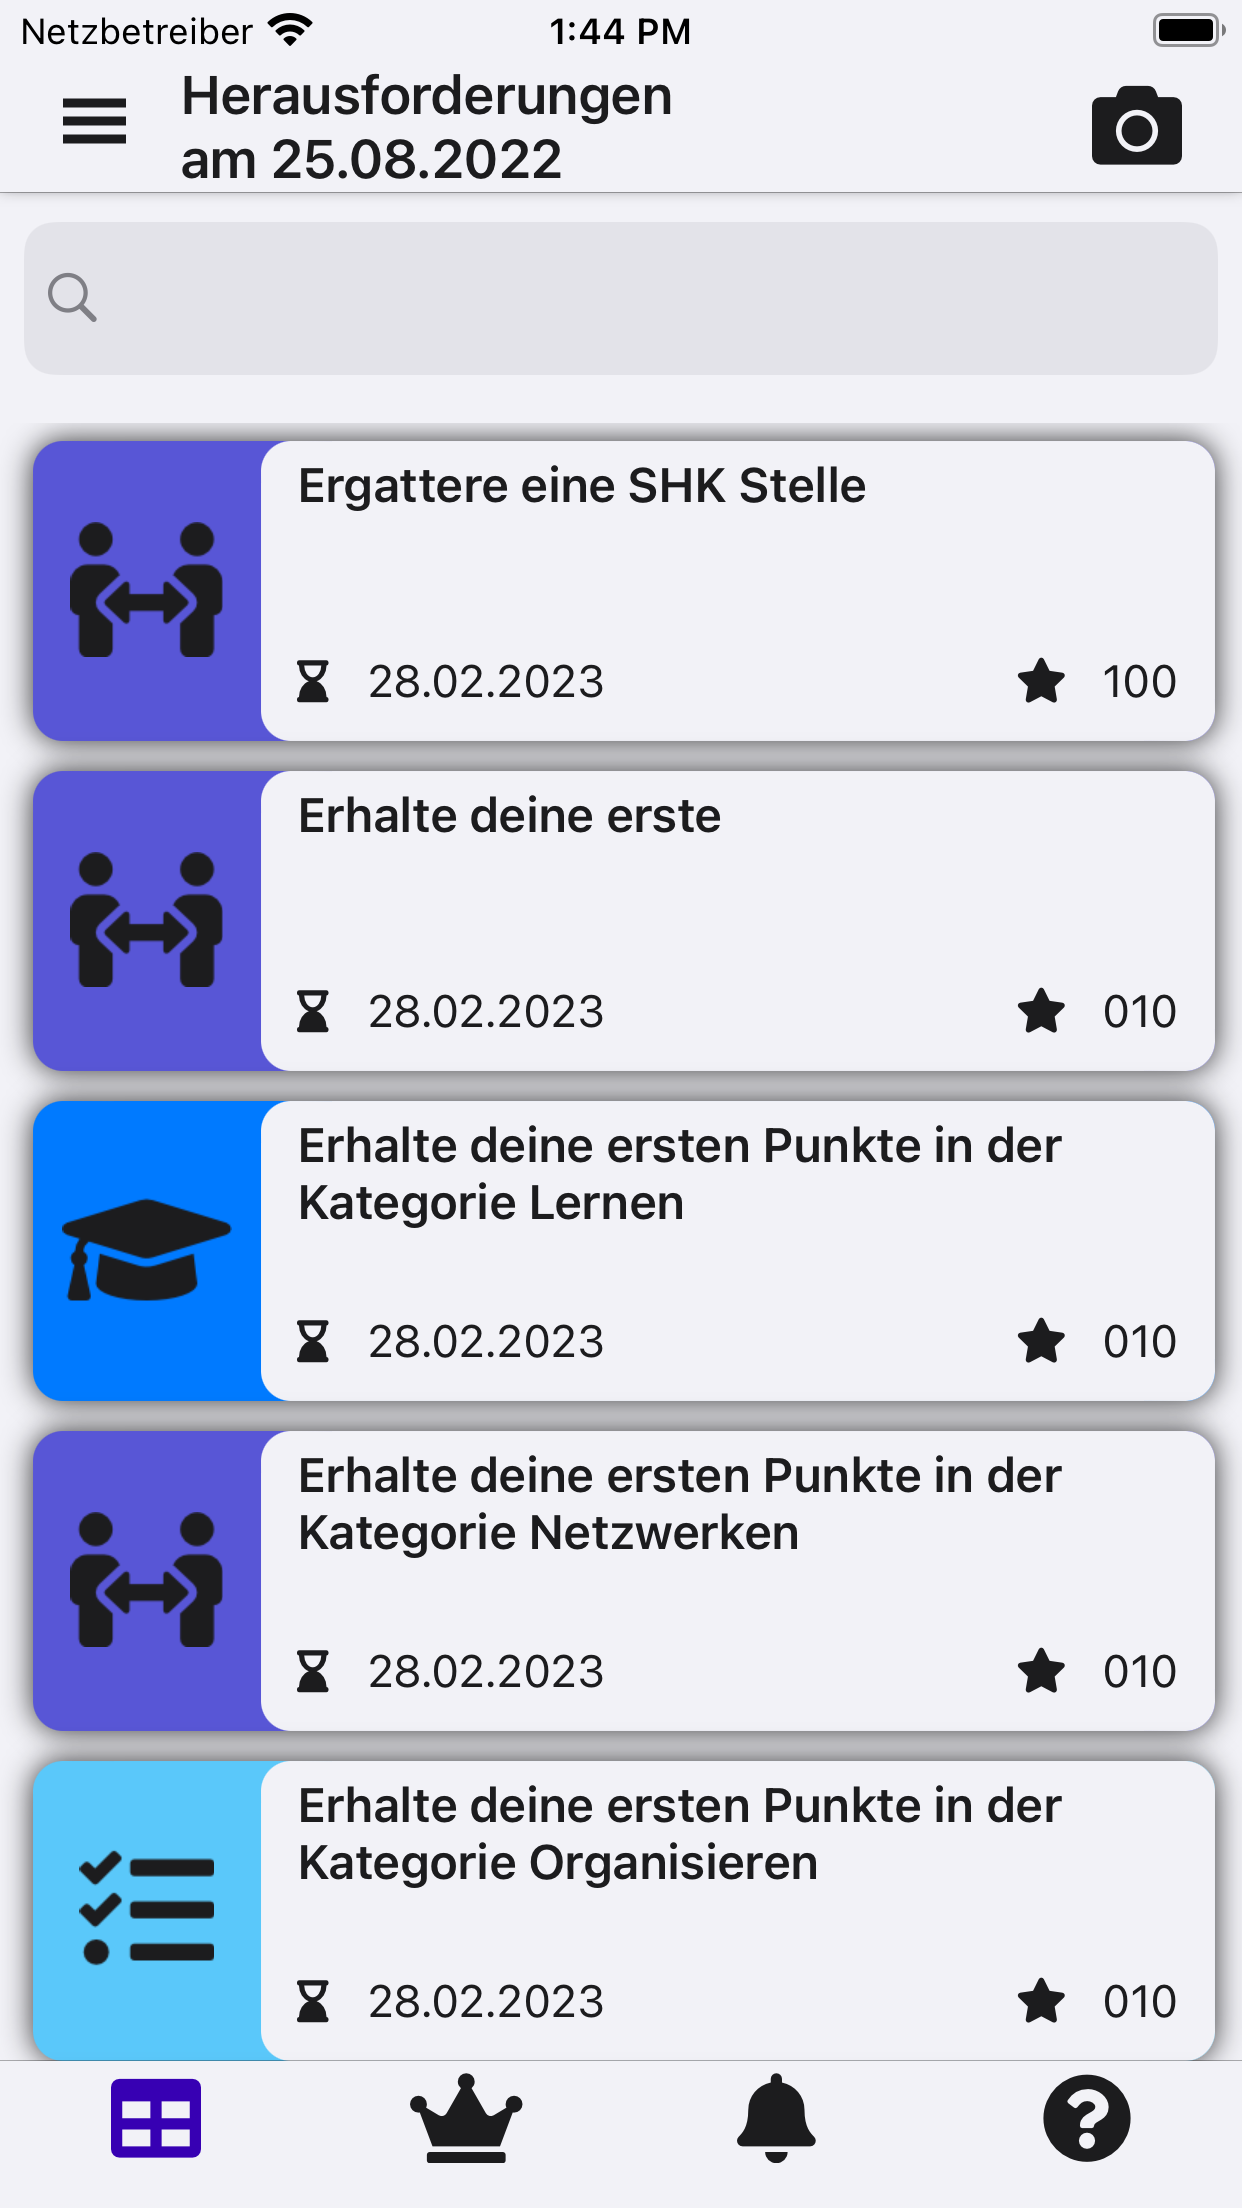 Netzbetreiber 1:44 PM
Herausforderungen
am 25.08.2022
Ergattere eine SHK Stelle
28.02.2023 100
Erhalte deine erste
28.02.2023 010
Erhalte deine ersten Punkte in der
Kategorie Lernen
28.02.2023 010
Erhalte deine ersten Punkte in der
Kategorie Netzwerken
28.02.2023 010
Erhalte deine ersten Punkte in der
Kategorie Organisieren
28.02.2023 010